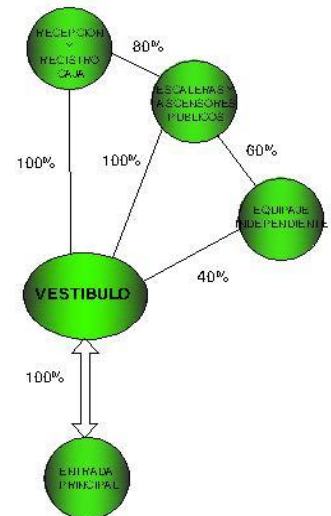 RECEPCION
Y
REGISTRO
CAJA
80%
ESCALERAS Y
ASCENSORES
PUBLICOS
100%
100%
60%
EQUIPAJE
INDEPENDIENTE
40%
VESTIBULO
100%
ENTRADA
PRINCIPAL